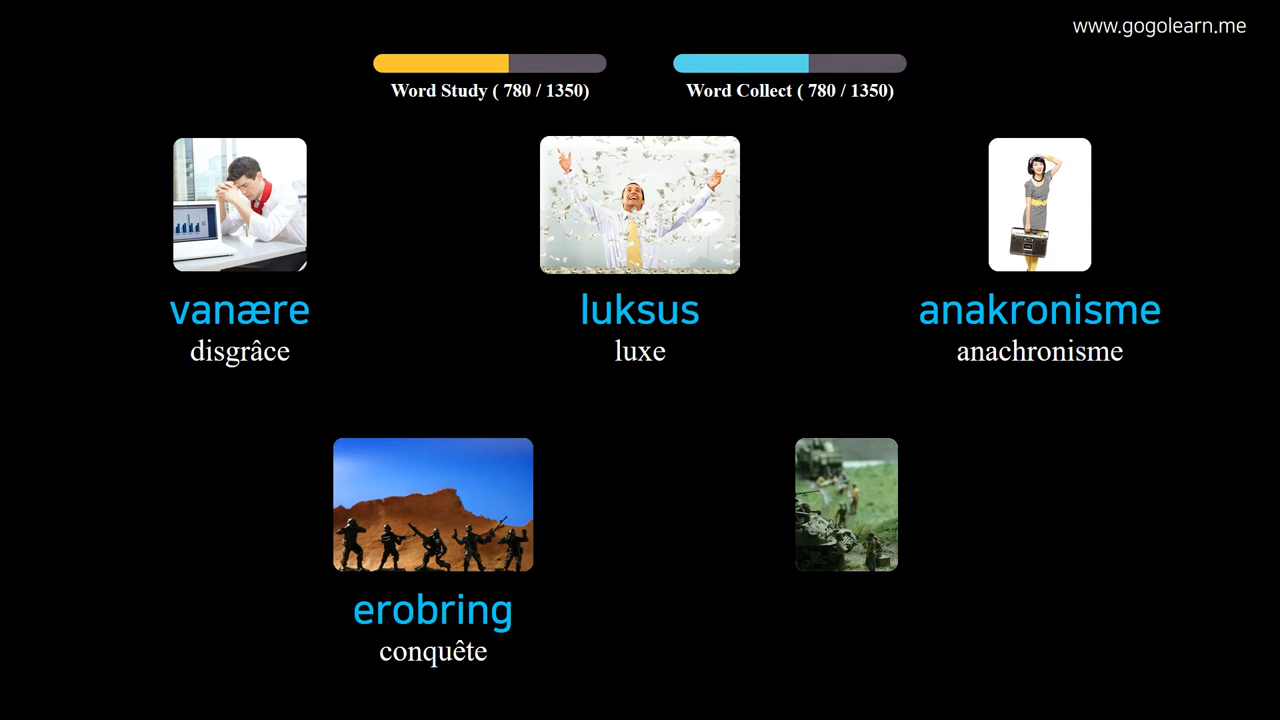 www.gogolearn.me
Word Study ( 780 / 1350)
Word Collect ( 780 / 1350)
vanære
luksus
anakronisme
disgrâce
luxe
anachronisme
erobring
conquête